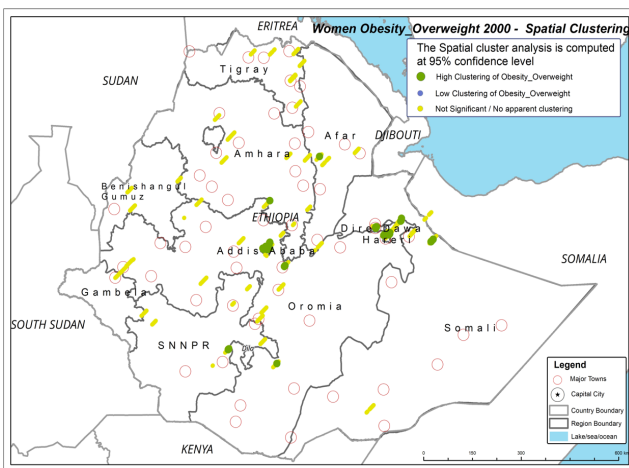 Women Obesity_Overweight 2000 - Spatial Clustering
The Spatial cluster analysis is computed
at 95% confidence level
High Clustering of Obesity_Overweight
Low Clustering of Obesity_Overweight
Not Significant / No apparent clustering
ERITREA
SUDAN
Tigray
Afar
DJIBOUTI
Amhara
Benishangul
Gumuz
ETHIOPIA
Dire Dawa
Hareri
Addis Ababa
SOMALIA
Gambela
Oromia
SOUTH SUDAN
Somali
SNNPR
Dila
KENYA
Legend
Major Towns
Capital City
Country Boundary
Region Boundary
Lake/sea/ocean
0 150 300 600 km